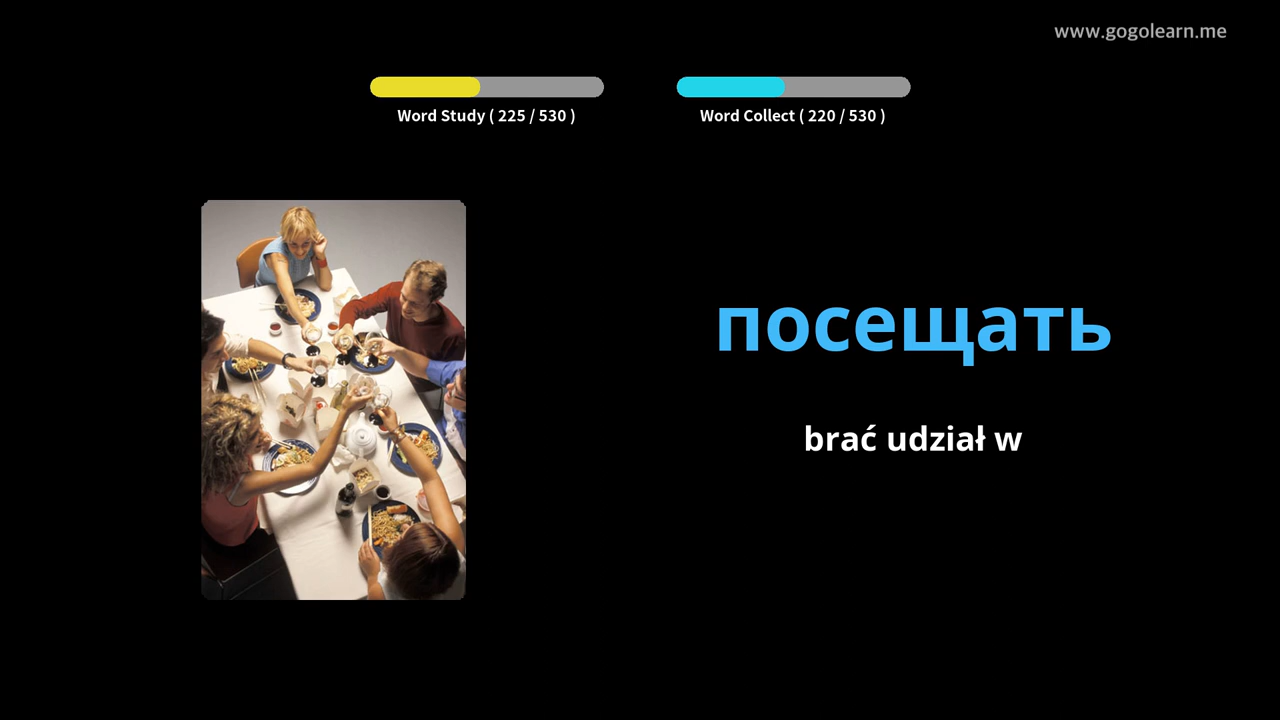 www.gogolearn.me
Word Study ( 225 / 530 )
Word Collect ( 220 / 530 )
посещать
brać udział w